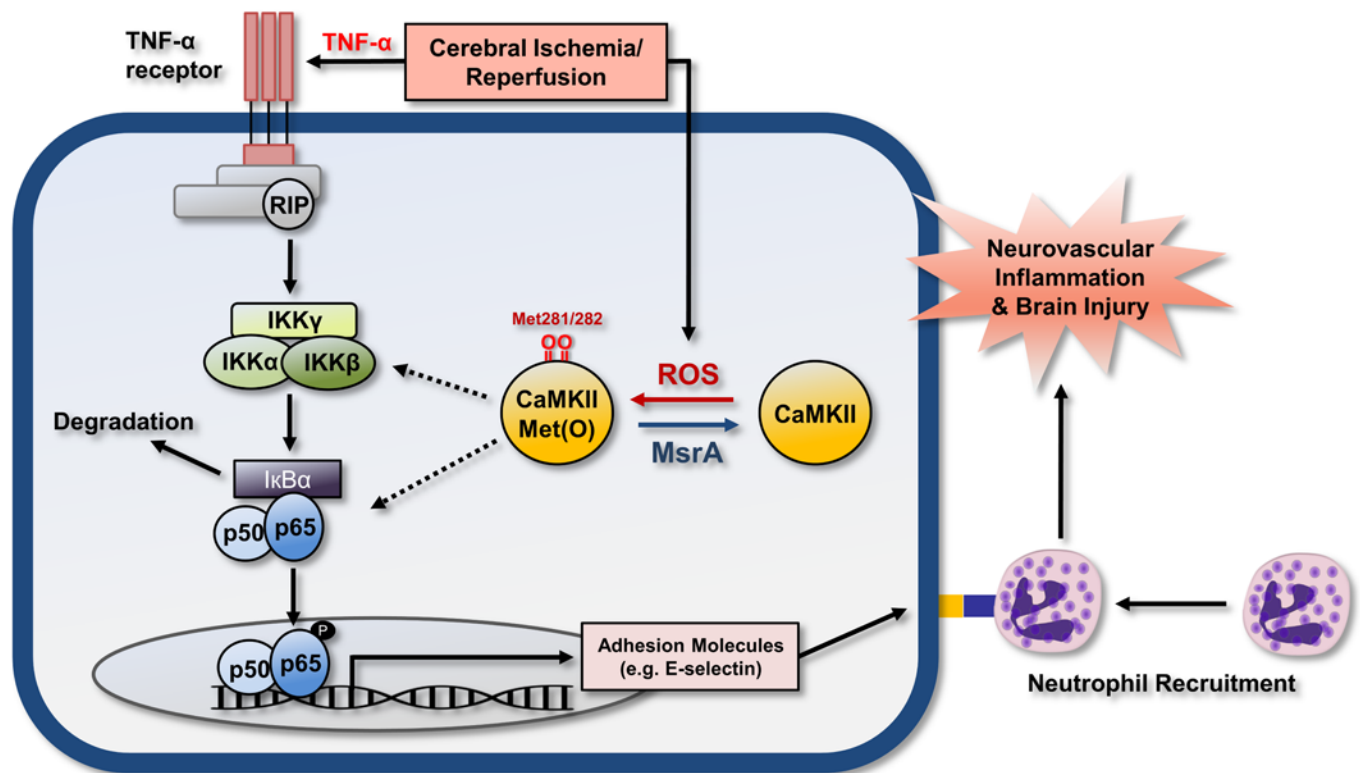 TNF-α
receptor
TNF-α
Cerebral Ischemia/
Reperfusion
RIP
IKKγ
IKKα
IKKβ
Degradation
IκBα
p50
p65
Met281/282
OO
CaMKII
Met(O)
ROS
MsrA
CaMKII
Neurovascular
Inflammation
& Brain Injury
P
p50
p65
Adhesion Molecules
(e.g. E-selectin)
Neutrophil Recruitment